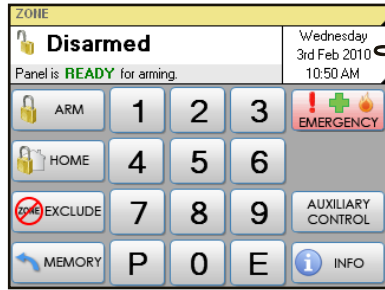 ZONE
Disarmed
Panel is READY for arming.
Wednesday
3rd Feb 2010
10:50 AM
ARM 1 2 3
EMERGENCY
HOME 4 5 6
ZONE EXCLUDE 7 8 9
AUXILIARY
CONTROL
MEMORY P 0 E INFO